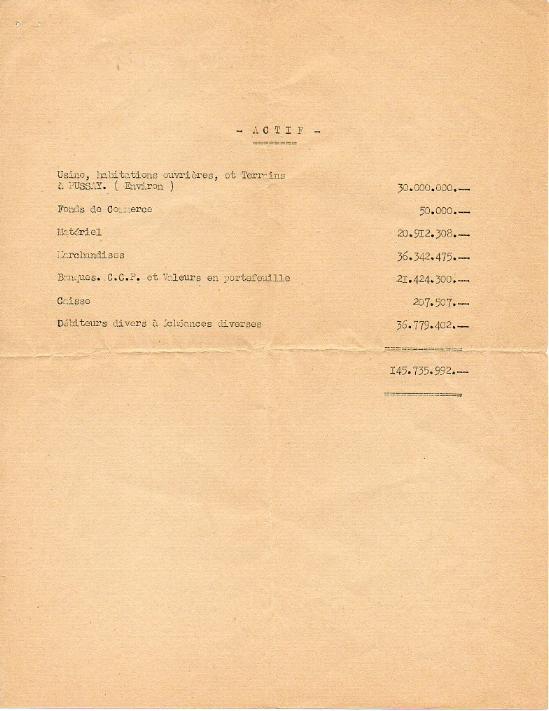 - ACTIF -
Usine, habitations ouvrières, et Terrains
à PUSSAY. ( Environ ) 30.000.000.—
Fonds de Commerce 50.000.—
Matériel 20.912.308.—
Marchandises 36.342.475.—
Banques. C.C.P. et Valeurs en portefeuille 21.424.300.—
Caisse 207.507.—
Débiteurs divers à échéances diverses 36.779.402.—
145.735.992.—